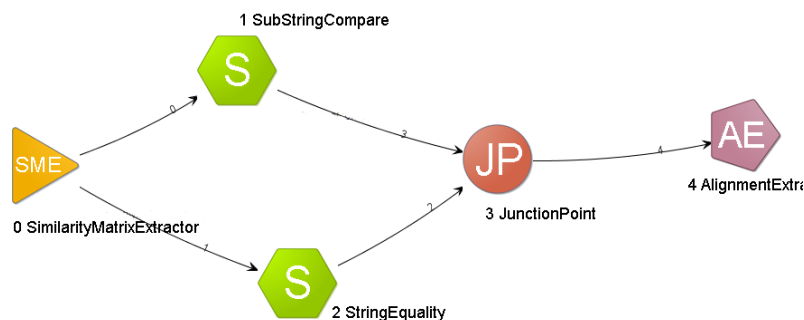 1 SubStringCompare
S
0
3
SME
JP
4
AE
0 SimilarityMatrixExtractor
3 JunctionPoint
4 AlignmentExtra
1
2
S
2 StringEquality